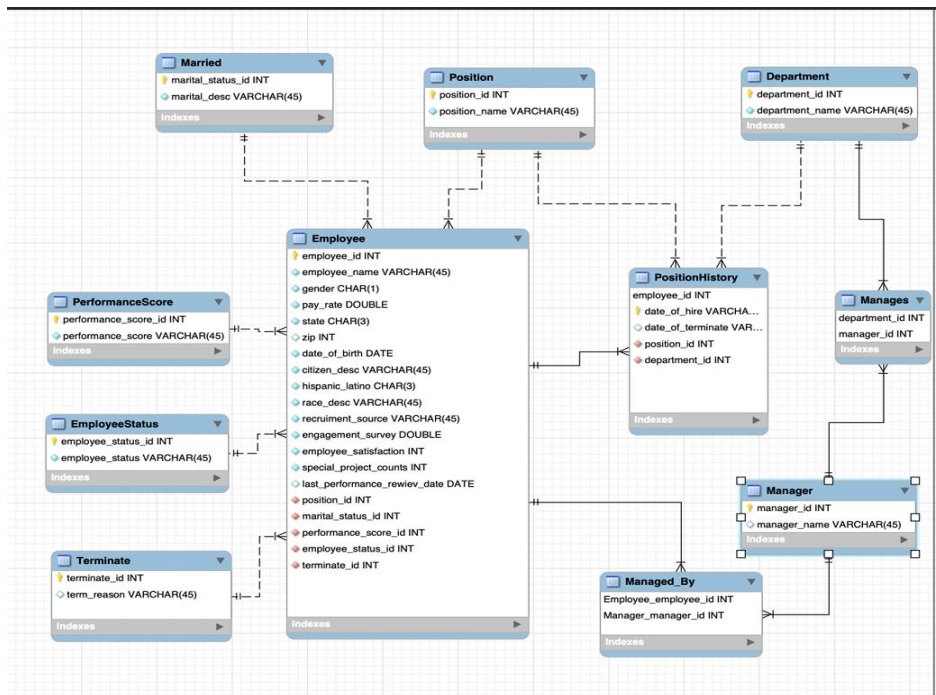 Married
marital_status_id INT
marital_desc VARCHAR(45)
Indexes
Position
position_id INT
position_name VARCHAR(45)
Indexes
Department
department_id INT
department_name VARCHAR(45)
Indexes
Employee
employee_id INT
employee_name VARCHAR(45)
gender CHAR(1)
pay_rate DOUBLE
state CHAR(3)
zip INT
date_of_birth DATE
citizen_desc VARCHAR(45)
hispanic_latino CHAR(3)
race_desc VARCHAR(45)
recruiment_source VARCHAR(45)
engagement_survey DOUBLE
employee_satisfaction INT
special_project_counts INT
last_performance_rewiev_date DATE
position_id INT
marital_status_id INT
performance_score_id INT
employee_status_id INT
terminate_id INT
Indexes
PerformanceScore
performance_score_id INT
performance_score VARCHAR(45)
Indexes
EmployeeStatus
employee_status_id INT
employee_status VARCHAR(45)
Indexes
Terminate
terminate_id INT
term_reason VARCHAR(45)
Indexes
PositionHistory
employee_id INT
date_of_hire VARCHA...
date_of_terminate VAR...
position_id INT
department_id INT
Indexes
Manages
department_id INT
manager_id INT
Indexes
Manager
manager_id INT
manager_name VARCHAR(45)
Indexes
Managed_By
Employee_employee_id INT
Manager_manager_id INT
Indexes